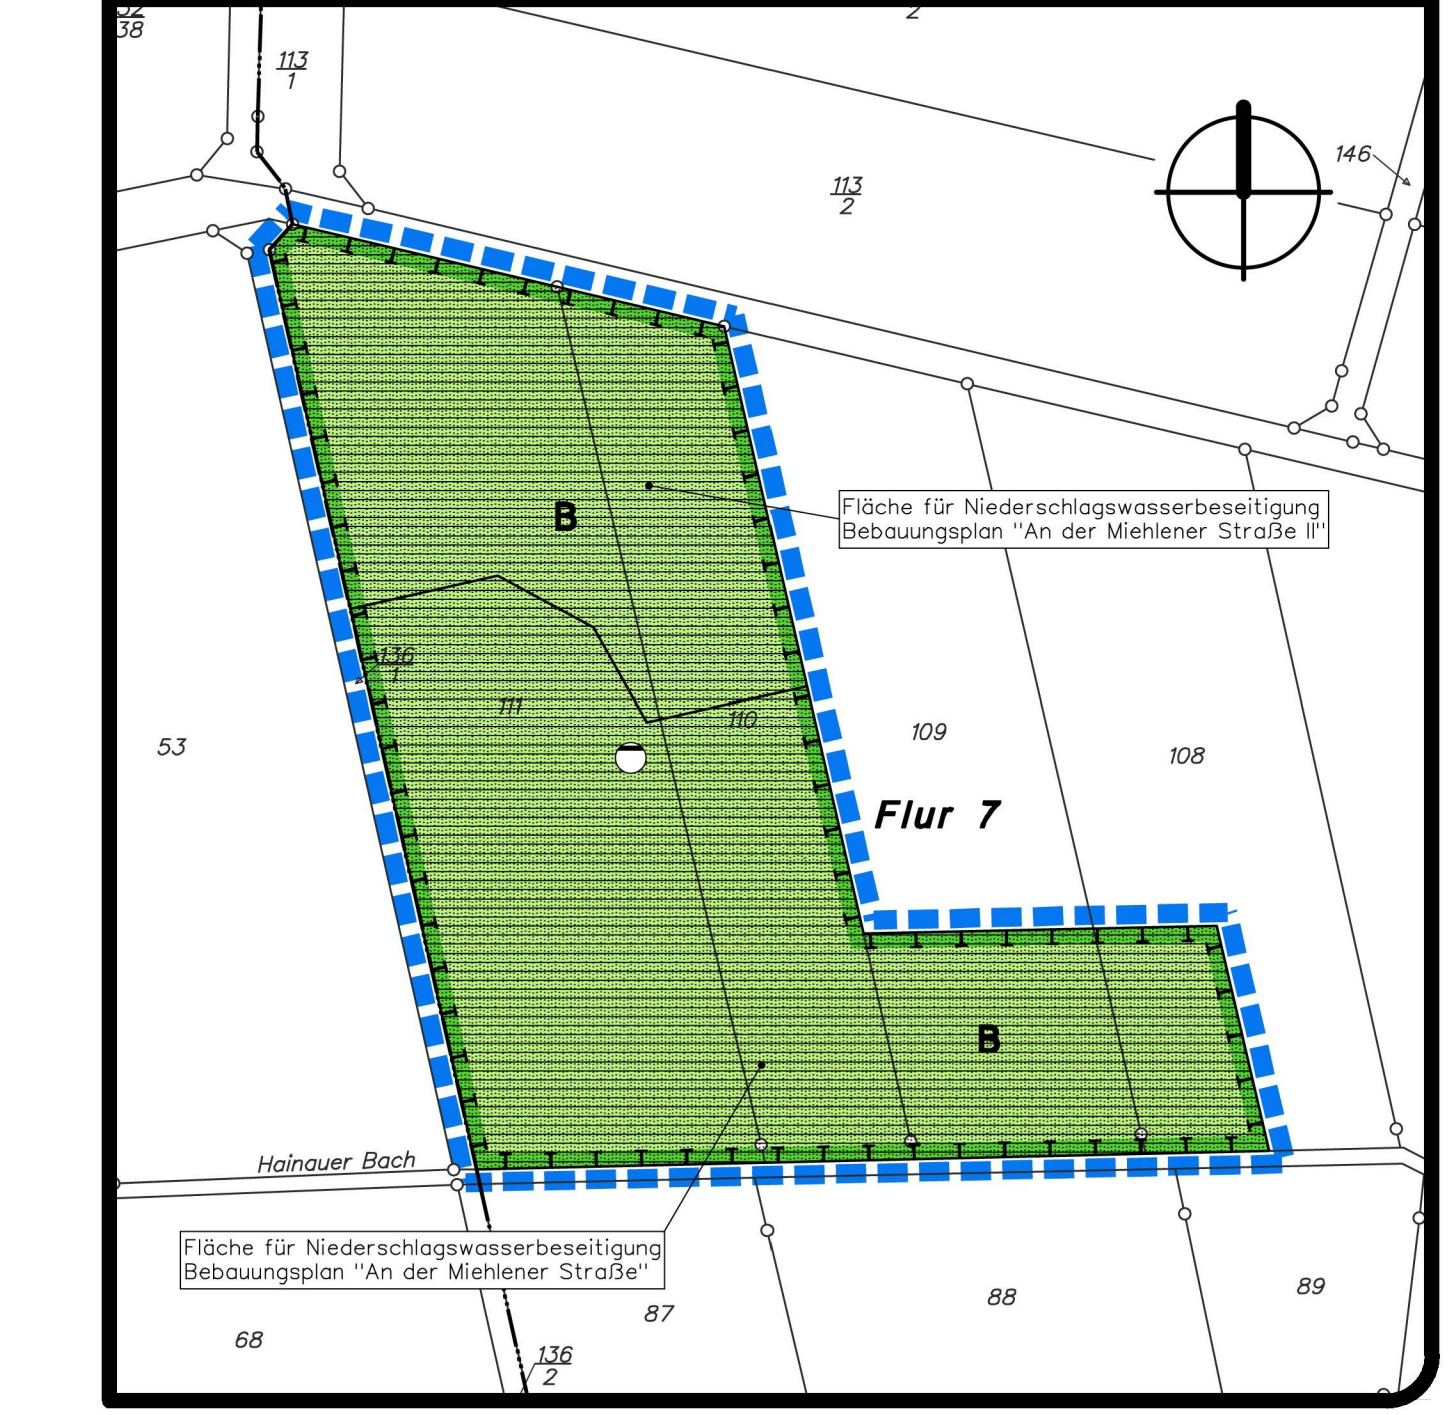 38
2
113
1
146
113
2
Fläche für Niederschlagswasserbeseitigung
Bebauungsplan "An der Miehlener Straße II"
B
136
1
111
110
109
108
53
Flur 7
B
Hainauer Bach
Fläche für Niederschlagswasserbeseitigung
Bebauungsplan "An der Miehlener Straße"
87
88
89
68
136
2